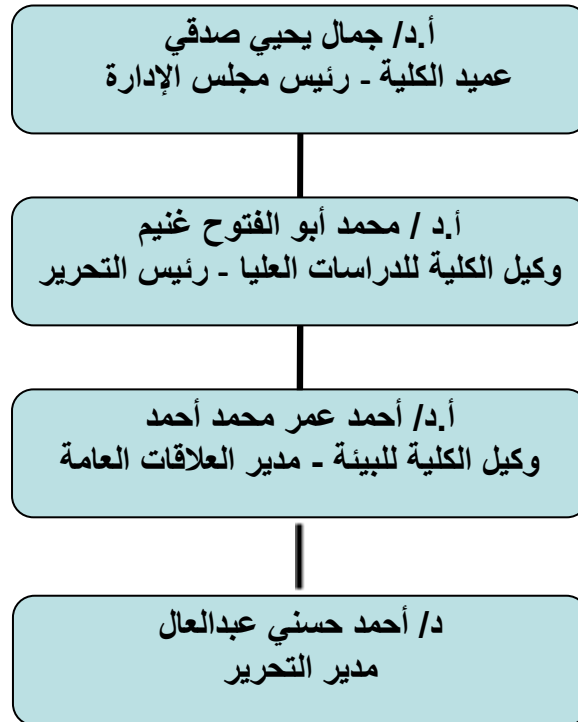 أ.د/ جمال يحيي صدقي
عميد الكلية - رئيس مجلس الإدارة
أ.د / محمد أبو الفتوح غنيم
وكيل الكلية للدراسات العليا - رئيس التحرير
أ.د/ أحمد عمر محمد أحمد
وكيل الكلية للبيئة - مدير العلاقات العامة
د/ أحمد حسني عبدالعال
مدير التحرير